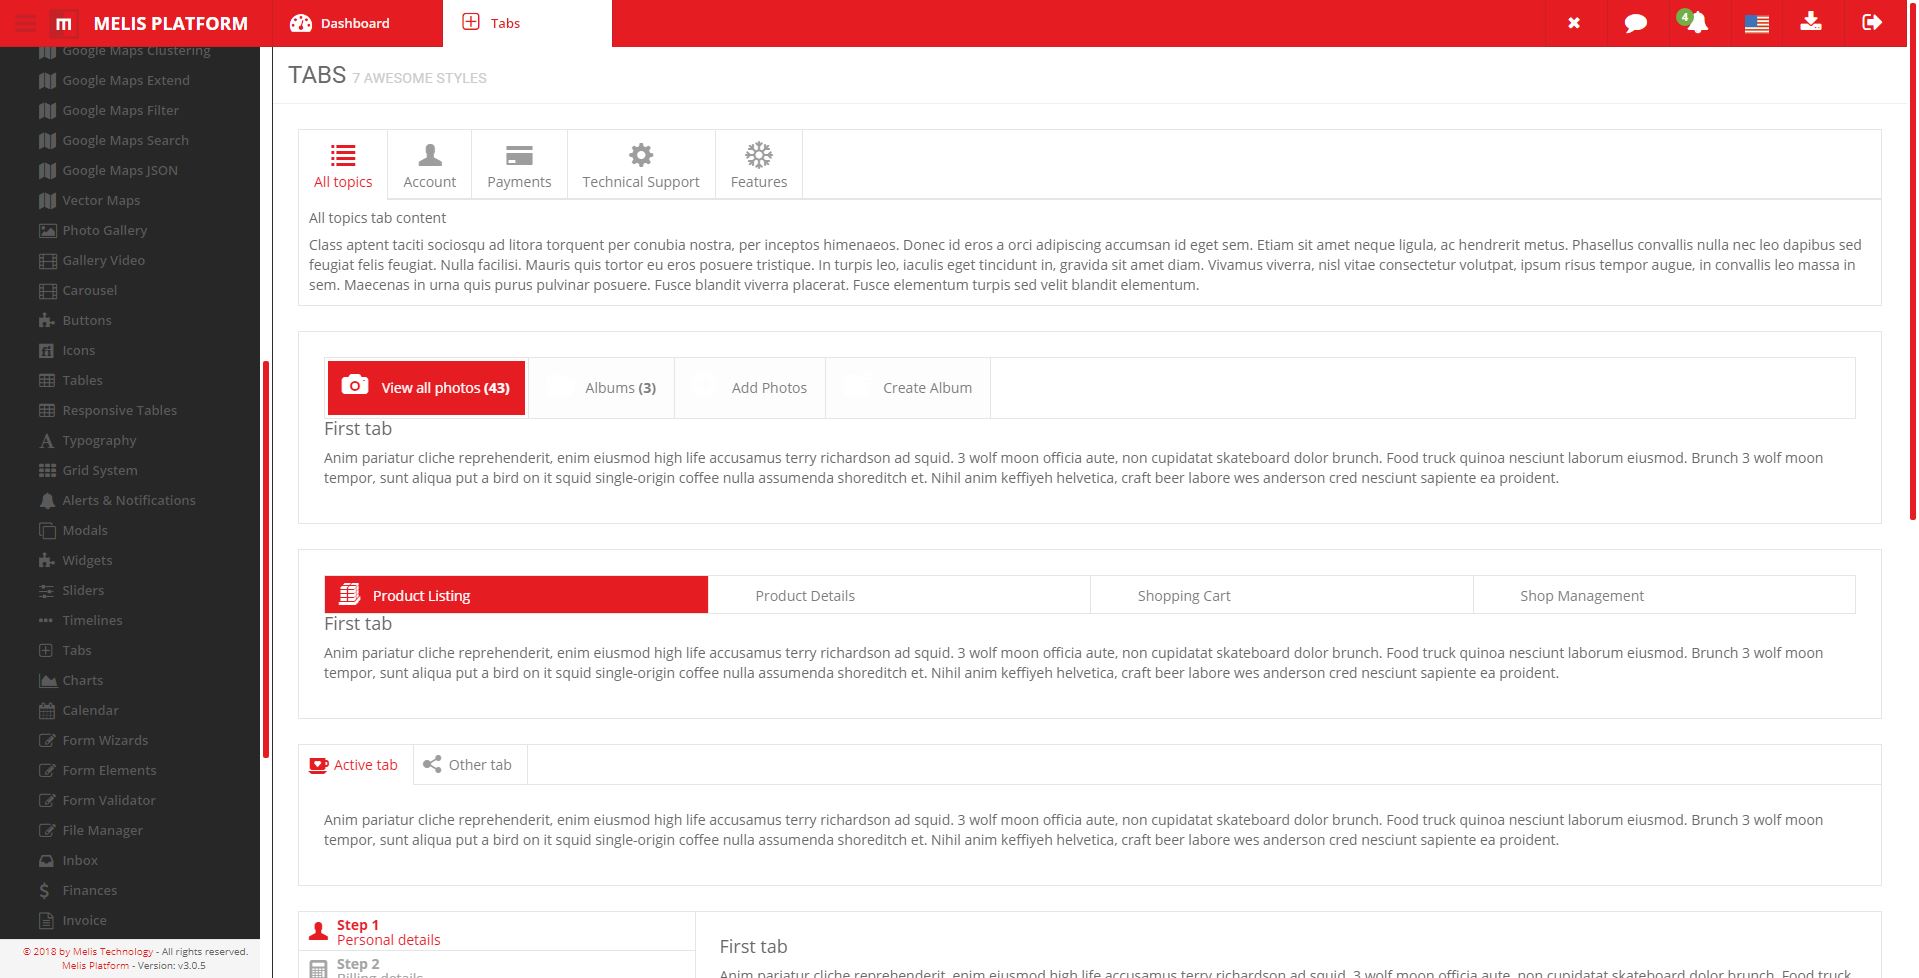 MELIS PLATFORM
Dashboard
Tabs
4
Google Maps Clustering
Google Maps Extend
Google Maps Filter
Google Maps Search
Google Maps JSON
Vector Maps
Photo Gallery
Gallery Video
Carousel
Buttons
Icons
Tables
Responsive Tables
Typography
Grid System
Alerts & Notifications
Modals
Widgets
Sliders
Timelines
Tabs
Charts
Calendar
Form Wizards
Form Elements
Form Validator
File Manager
Inbox
Finances
Invoice
© 2018 by Melis Technology - All rights reserved.
Melis Platform - Version: v3.0.5
TABS 7 AWESOME STYLES
All topics
Account
Payments
Technical Support
Features
All topics tab content
Class aptent taciti sociosqu ad litora torquent per conubia nostra, per inceptos himenaeos. Donec id eros a orci adipiscing accumsan id eget sem. Etiam sit amet neque ligula, ac hendrerit metus. Phasellus convallis nulla nec leo dapibus sed
feugiat felis feugiat. Nulla facilisi. Mauris quis tortor eu eros posuere tristique. In turpis leo, iaculis eget tincidunt in, gravida sit amet diam. Vivamus viverra, nisl vitae consectetur volutpat, ipsum risus tempor augue, in convallis leo massa in
sem. Maecenas in urna quis purus pulvinar posuere. Fusce blandit viverra placerat. Fusce elementum turpis sed velit blandit elementum.
View all photos (43)
Albums (3)
Add Photos
Create Album
First tab
Anim pariatur cliche reprehenderit, enim eiusmod high life accusamus terry richardson ad squid. 3 wolf moon officia aute, non cupidatat skateboard dolor brunch. Food truck quinoa nesciunt laborum eiusmod. Brunch 3 wolf moon
tempor, sunt aliqua put a bird on it squid single-origin coffee nulla assumenda shoreditch et. Nihil anim keffiyeh helvetica, craft beer labore wes anderson cred nesciunt sapiente ea proident.
Product Listing
Product Details
Shopping Cart
Shop Management
First tab
Anim pariatur cliche reprehenderit, enim eiusmod high life accusamus terry richardson ad squid. 3 wolf moon officia aute, non cupidatat skateboard dolor brunch. Food truck quinoa nesciunt laborum eiusmod. Brunch 3 wolf moon
tempor, sunt aliqua put a bird on it squid single-origin coffee nulla assumenda shoreditch et. Nihil anim keffiyeh helvetica, craft beer labore wes anderson cred nesciunt sapiente ea proident.
Active tab
Other tab
Anim pariatur cliche reprehenderit, enim eiusmod high life accusamus terry richardson ad squid. 3 wolf moon officia aute, non cupidatat skateboard dolor brunch. Food truck quinoa nesciunt laborum eiusmod. Brunch 3 wolf moon
tempor, sunt aliqua put a bird on it squid single-origin coffee nulla assumenda shoreditch et. Nihil anim keffiyeh helvetica, craft beer labore wes anderson cred nesciunt sapiente ea proident.
Step 1
Personal details
Step 2
Billing details
First tab
Anim pariatur cliche reprehenderit, enim eiusmod high life accusamus terry richardson ad squid. 3 wolf moon officia aute, non cupidatat skateboard dolor brunch. Food truck